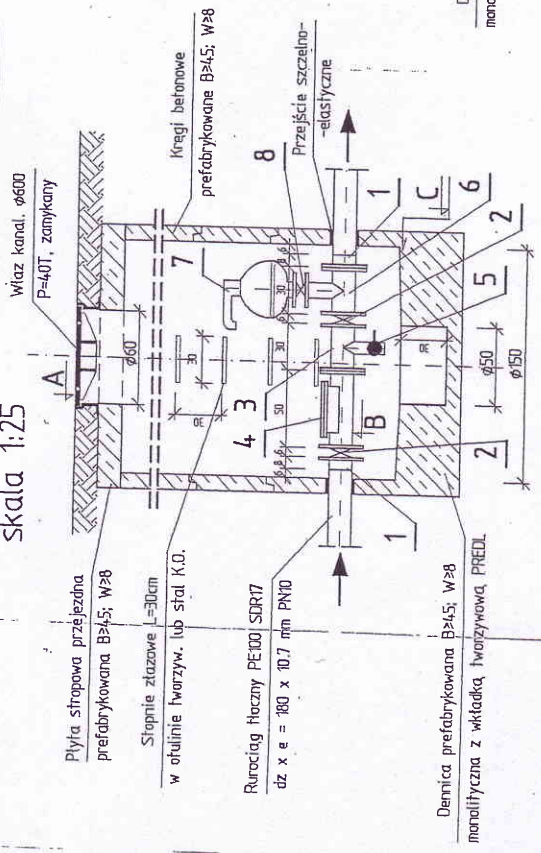 skala 1:25
Właz kanal. ϕ600
P=40T, zamykany
A
Płyta stropowa przejezdna
prefabrykowana B≥45; W≥8
Stopnie złazowe L=30cm
w otulinie tworzyw. lub stal K.O.
Rurociąg tłoczny PE100 SDR17
dz x e = 180 x 10.7 mm PN10
Dennica prefabrykowana B≥45; W≥8
monolityczna z wkładką tworzywową PREDL
Kręgi betonowe
prefabrykowane B≥45; W≥8
Przejście szczelno-
-elastyczne
ϕ60
30
30
7
8
30
50
30
3
4
B
2
1
1
2
C
6
5
30
ϕ50
ϕ150
D
mono